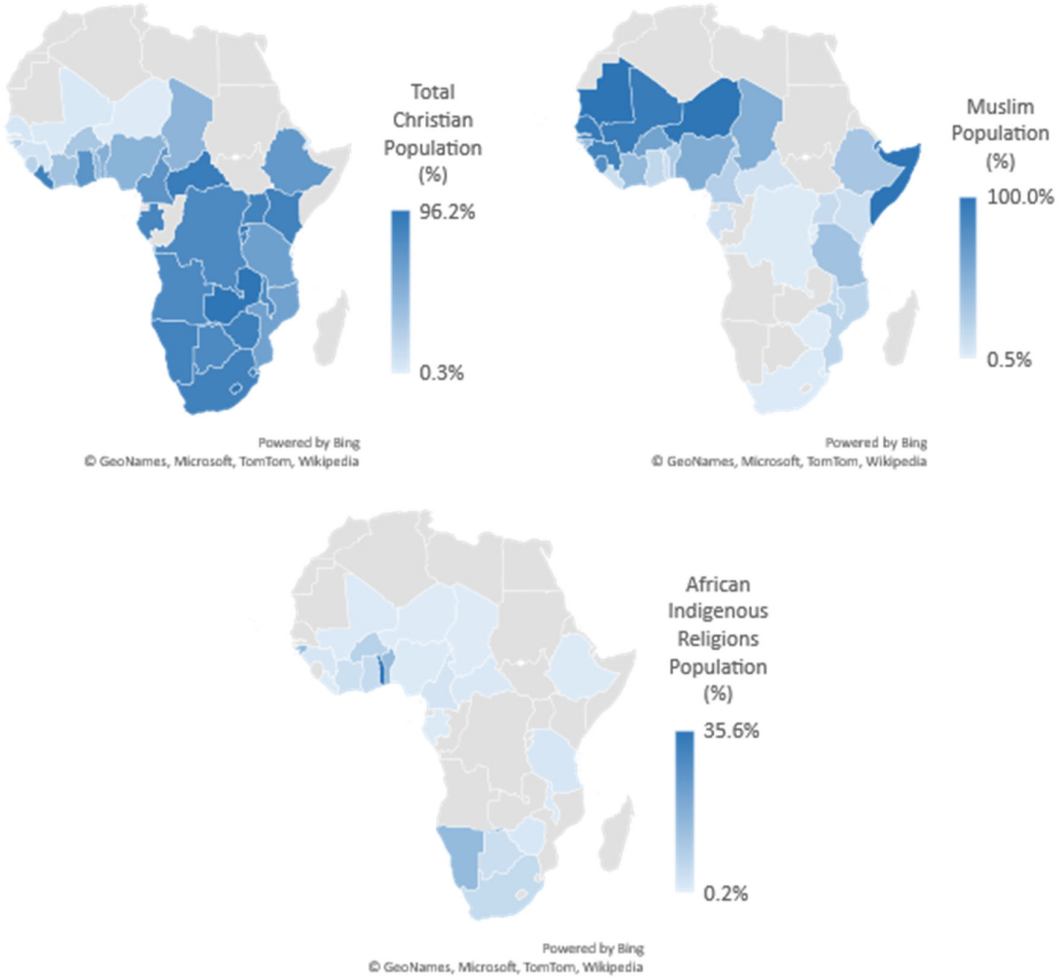 Total
Christian
Population
(%)
96.2%
0.3%
Powered by Bing
© GeoNames, Microsoft, TomTom, Wikipedia
Muslim
Population
(%)
100.0%
0.5%
Powered by Bing
© GeoNames, Microsoft, TomTom, Wikipedia
African
Indigenous
Religions
Population
(%)
35.6%
0.2%
Powered by Bing
© GeoNames, Microsoft, TomTom, Wikipedia